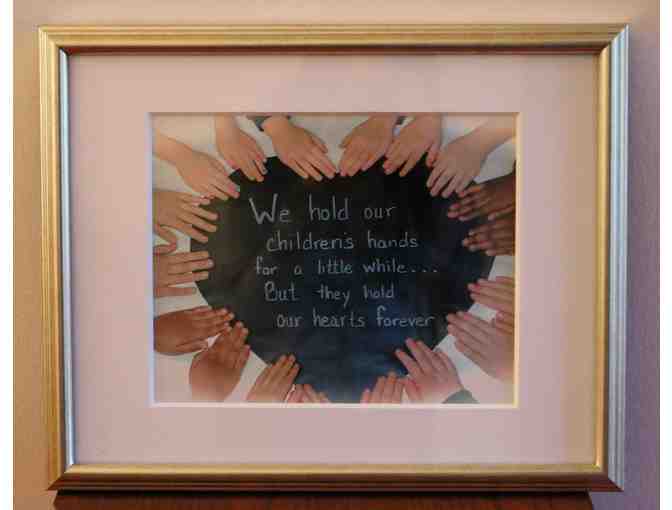 We hold our
children's hands
for a little while...
But they hold
our hearts forever